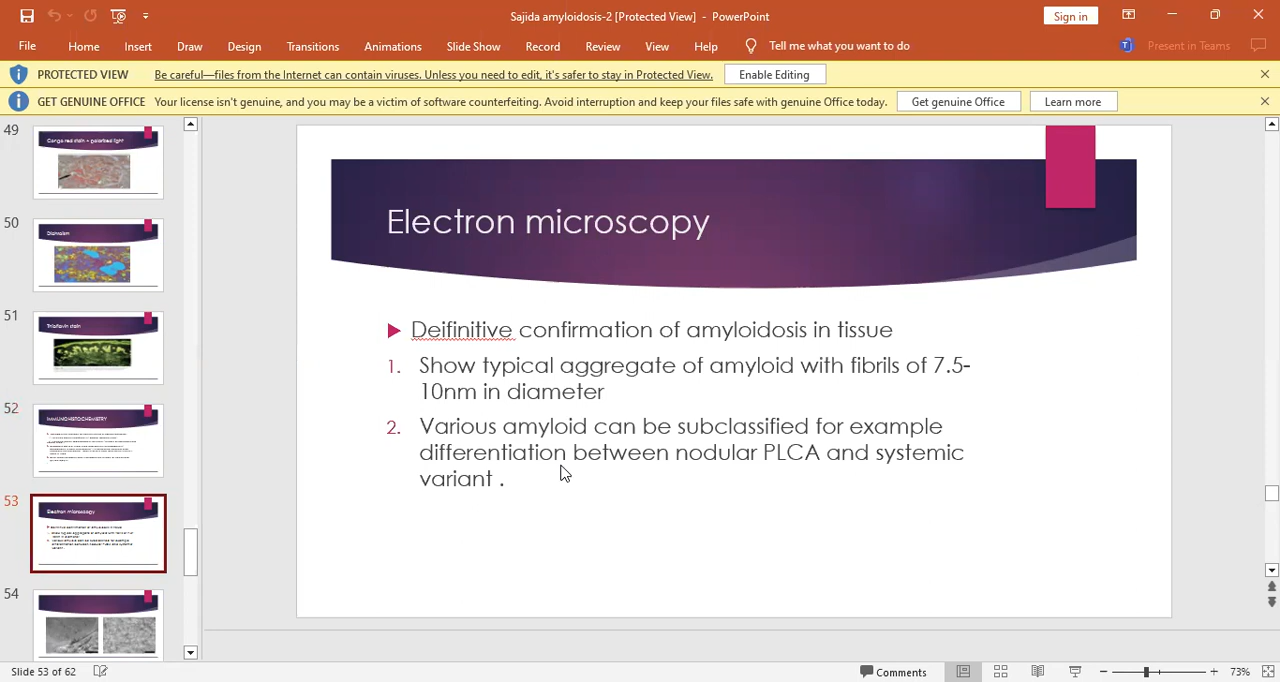 Sajida amyloidosis-2 [Protected View] - PowerPoint
Sign in
File Home Insert Draw Design Transitions Animations Slide Show Record Review View Help Tell me what you want to do Present in Teams
PROTECTED VIEW Be careful—files from the Internet can contain viruses. Unless you need to edit, it's safer to stay in Protected View. Enable Editing
GET GENUINE OFFICE Your license isn't genuine, and you may be a victim of software counterfeiting. Avoid interruption and keep your files safe with genuine Office today. Get genuine Office Learn more
49
Congo red stain + polarized light
50
51
52
IMMUNOHISTOCHEMISTRY
53
Electron microscopy
54
Electron microscopy
Deifinitive confirmation of amyloidosis in tissue
1. Show typical aggregate of amyloid with fibrils of 7.5-
10nm in diameter
2. Various amyloid can be subclassified for example
differentiation between nodular PLCA and systemic
variant .
Slide 53 of 62
Comments
73%